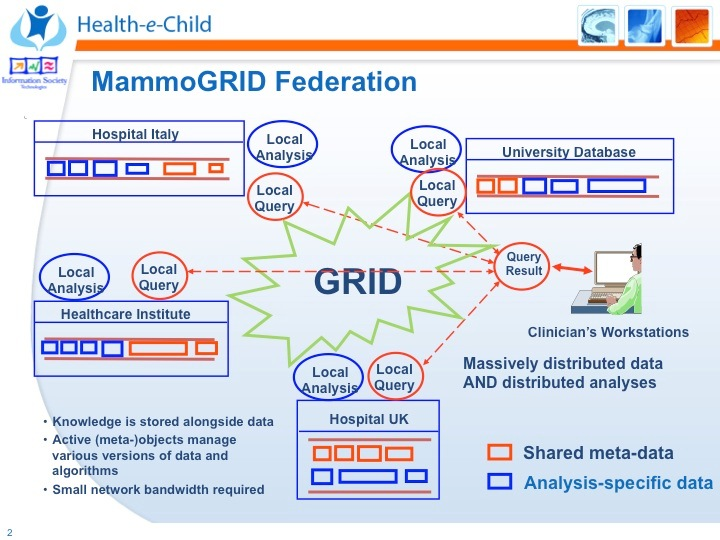 Health-e-Child
Information Society
Technologies
MammoGRID Federation
Hospital Italy
Local
Analysis
Local
Query
Local
Analysis
Local
Query
University Database
Local
Analysis
Local
Query
Healthcare Institute
GRID
Query
Result
Clinician's Workstations
Massively distributed data
AND distributed analyses
Local
Analysis
Local
Query
Hospital UK
• Knowledge is stored alongside data
• Active (meta-)objects manage
various versions of data and
algorithms
• Small network bandwidth required
Shared meta-data
Analysis-specific data
2